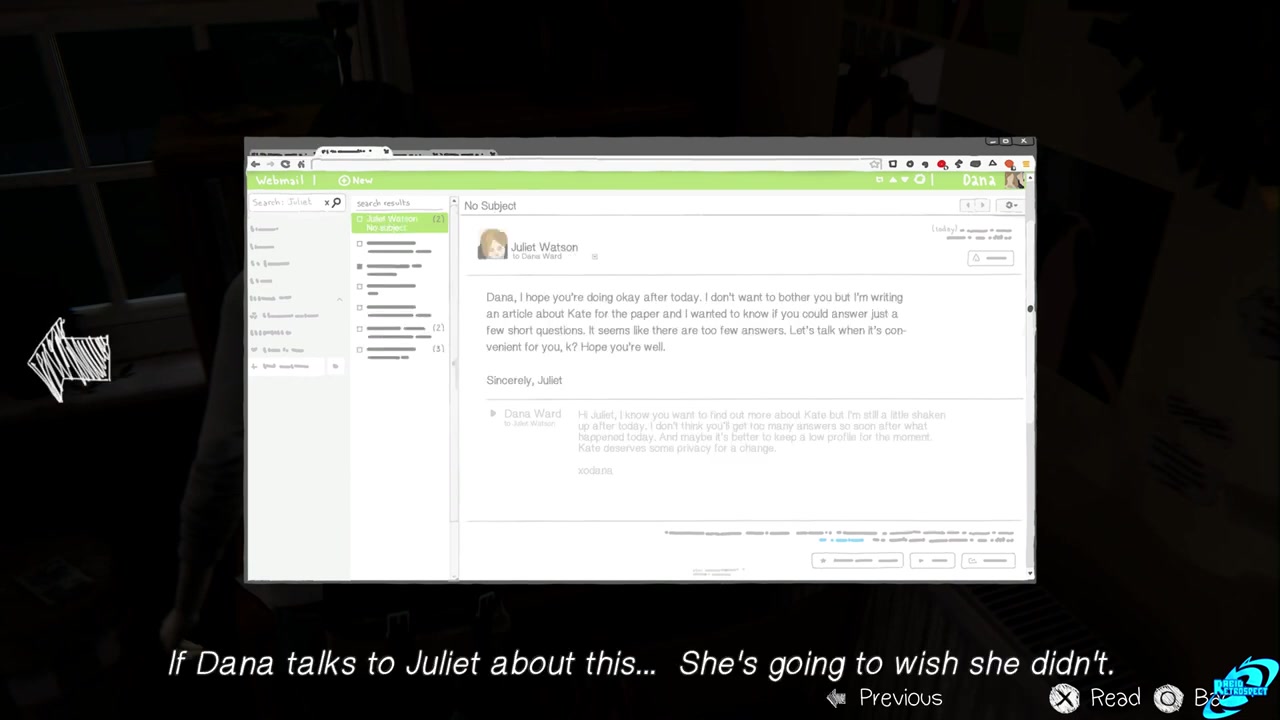 Webmail
New
Dana
Search: Juliet
x
search results
No Subject
Juliet Watson (2)
No subject
(today)
Juliet Watson
to Dana Ward
Dana, I hope you're doing okay after today. I don't want to bother you but I'm writing
an article about Kate for the paper and I wanted to know if you could answer just a
few short questions. It seems like there are too few answers. Let's talk when it's con-
venient for you, k? Hope you're well.
(2)
(3)
Sincerely, Juliet
Dana Ward
to Juliet Watson
Hi Juliet, I know you want to find out more about Kate but I'm still a little shaken
up after today. I don't think you'll get too many answers so soon after what
happened today. And maybe it's better to keep a low profile for the moment.
Kate deserves some privacy for a change.
xodana
If Dana talks to Juliet about this... She's going to wish she didn't.
Previous
Read
Ba
RETROSPECT